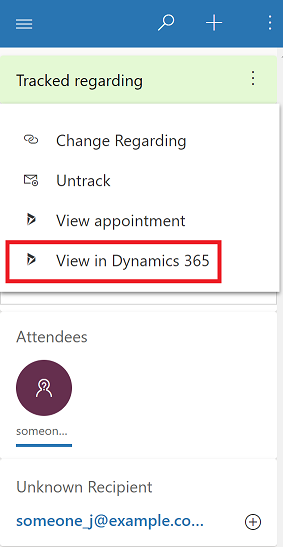 Tracked regarding
Change Regarding
Untrack
View appointment
View in Dynamics 365
Attendees
someon...
Unknown Recipient
someone_j@example.co...